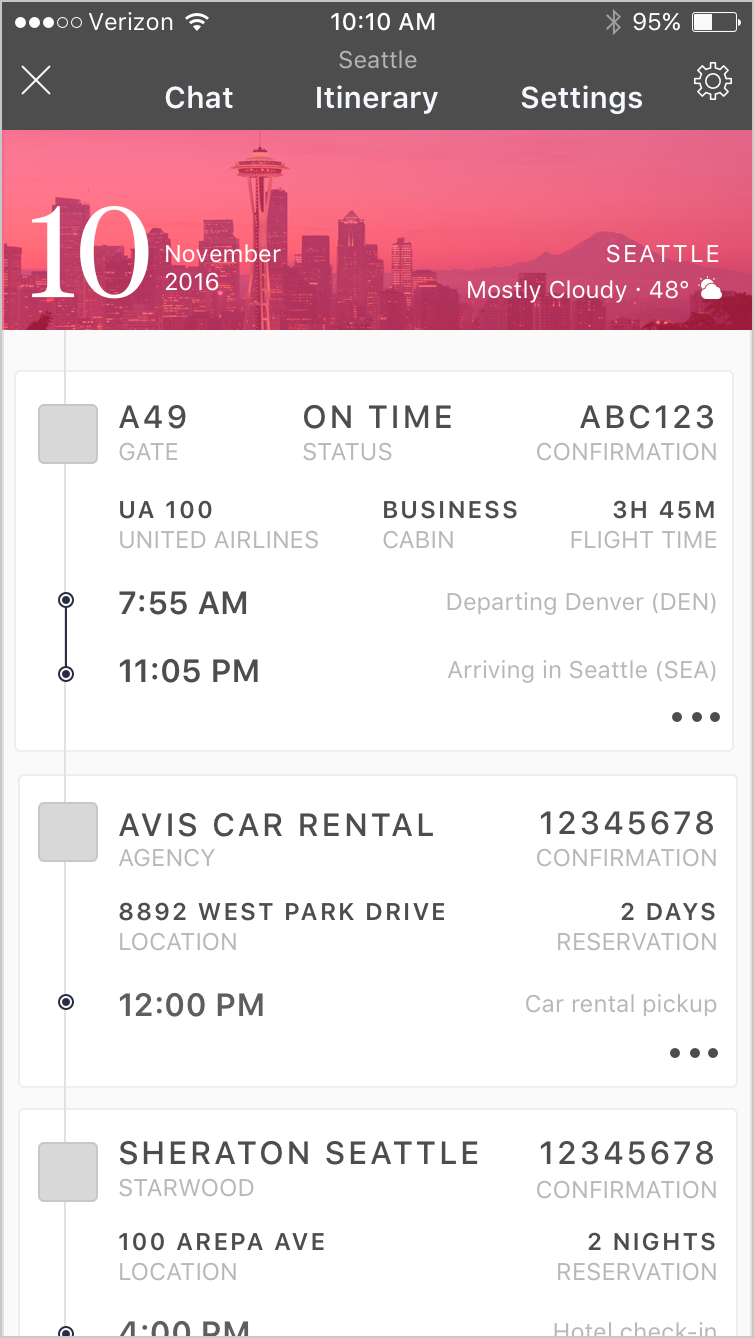 Verizon 10:10 AM 95%
Seattle
Chat Itinerary Settings
10 November
2016
SEATTLE
Mostly Cloudy · 48°
A49 ON TIME ABC123
GATE STATUS CONFIRMATION
UA 100 BUSINESS 3H 45M
UNITED AIRLINES CABIN FLIGHT TIME
7:55 AM Departing Denver (DEN)
11:05 PM Arriving in Seattle (SEA)
AVIS CAR RENTAL 12345678
AGENCY CONFIRMATION
8892 WEST PARK DRIVE 2 DAYS
LOCATION RESERVATION
12:00 PM Car rental pickup
SHERATON SEATTLE 12345678
STARWOOD CONFIRMATION
100 AREPA AVE 2 NIGHTS
LOCATION RESERVATION
4:00 PM Hotel check-in